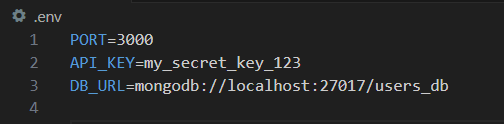 .env
1 PORT=3000
2 API_KEY=my_secret_key_123
3 DB_URL=mongodb://localhost:27017/users_db
4